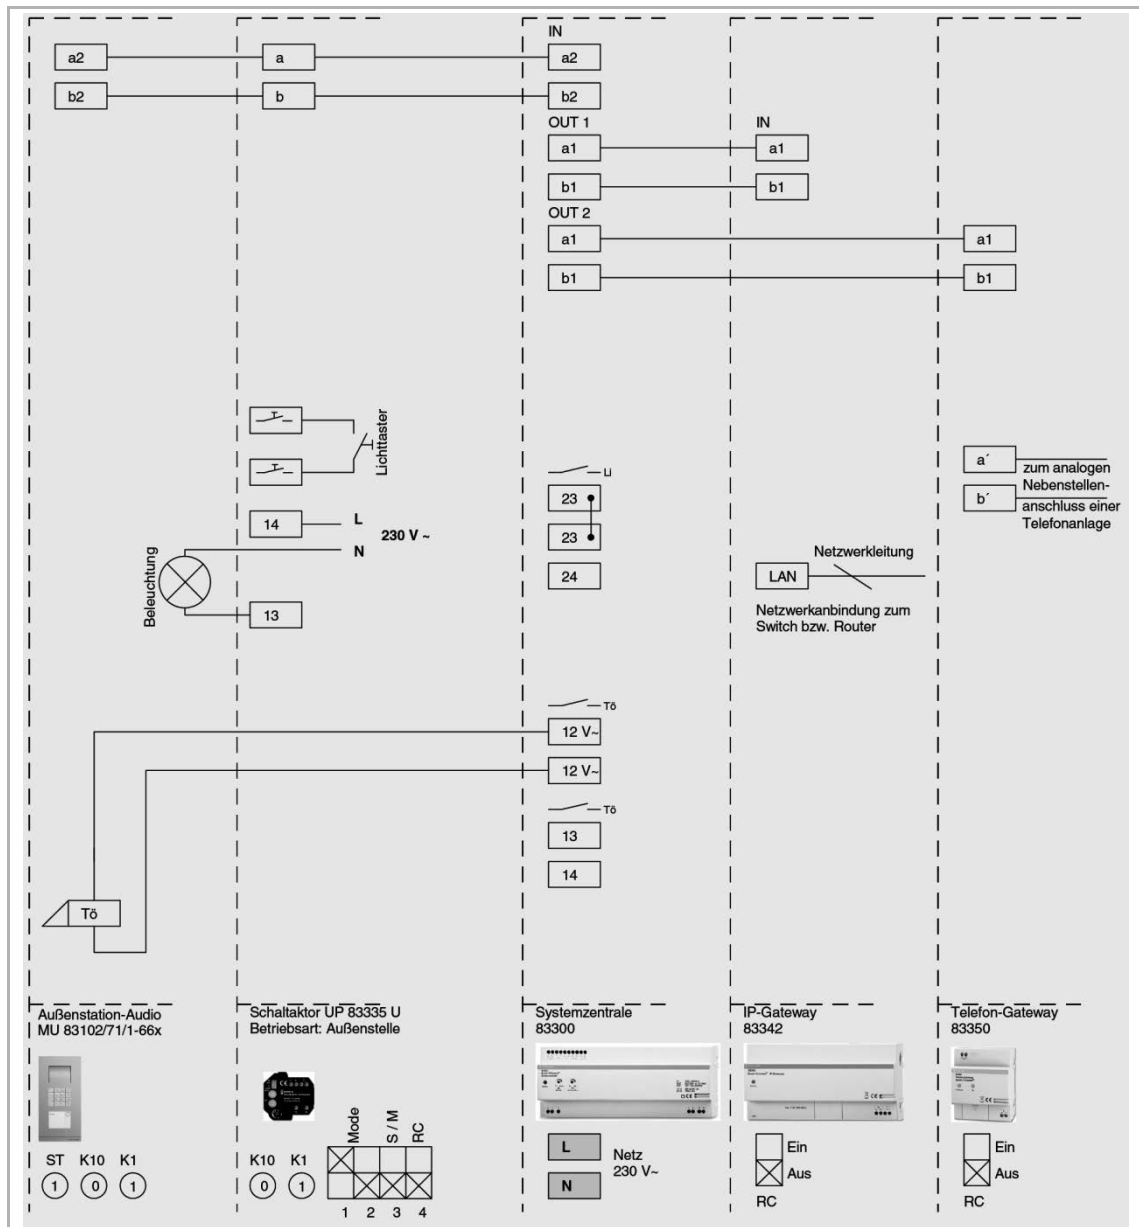 IN
a2 a a2
b2 b b2
OUT 1 IN
a1 a1
b1 b1
OUT 2
a1 a1
b1 b1
Lichttaster
Li
23
23
24
14 L
230 V ~
N
Beleuchtung
13
a´ zum analogen
Nebenstellen-
b´ anschluss einer
Telefonanlage
Netzwerkleitung
LAN
Netzwerkanbindung zum
Switch bzw. Router
Tö
12 V~
12 V~
Tö
13
14
Tö
Außenstation-Audio
MU 83102/71/1-66x
ST K10 K1
1 0 1
Schaltaktor UP 83335 U
Betriebsart: Außenstelle
Mode S / M RC
K10 K1
0 1
1 2 3 4
Systemzentrale
83300
L Netz
230 V~
N
IP-Gateway
83342
Ein
Aus
RC
Telefon-Gateway
83350
Ein
Aus
RC